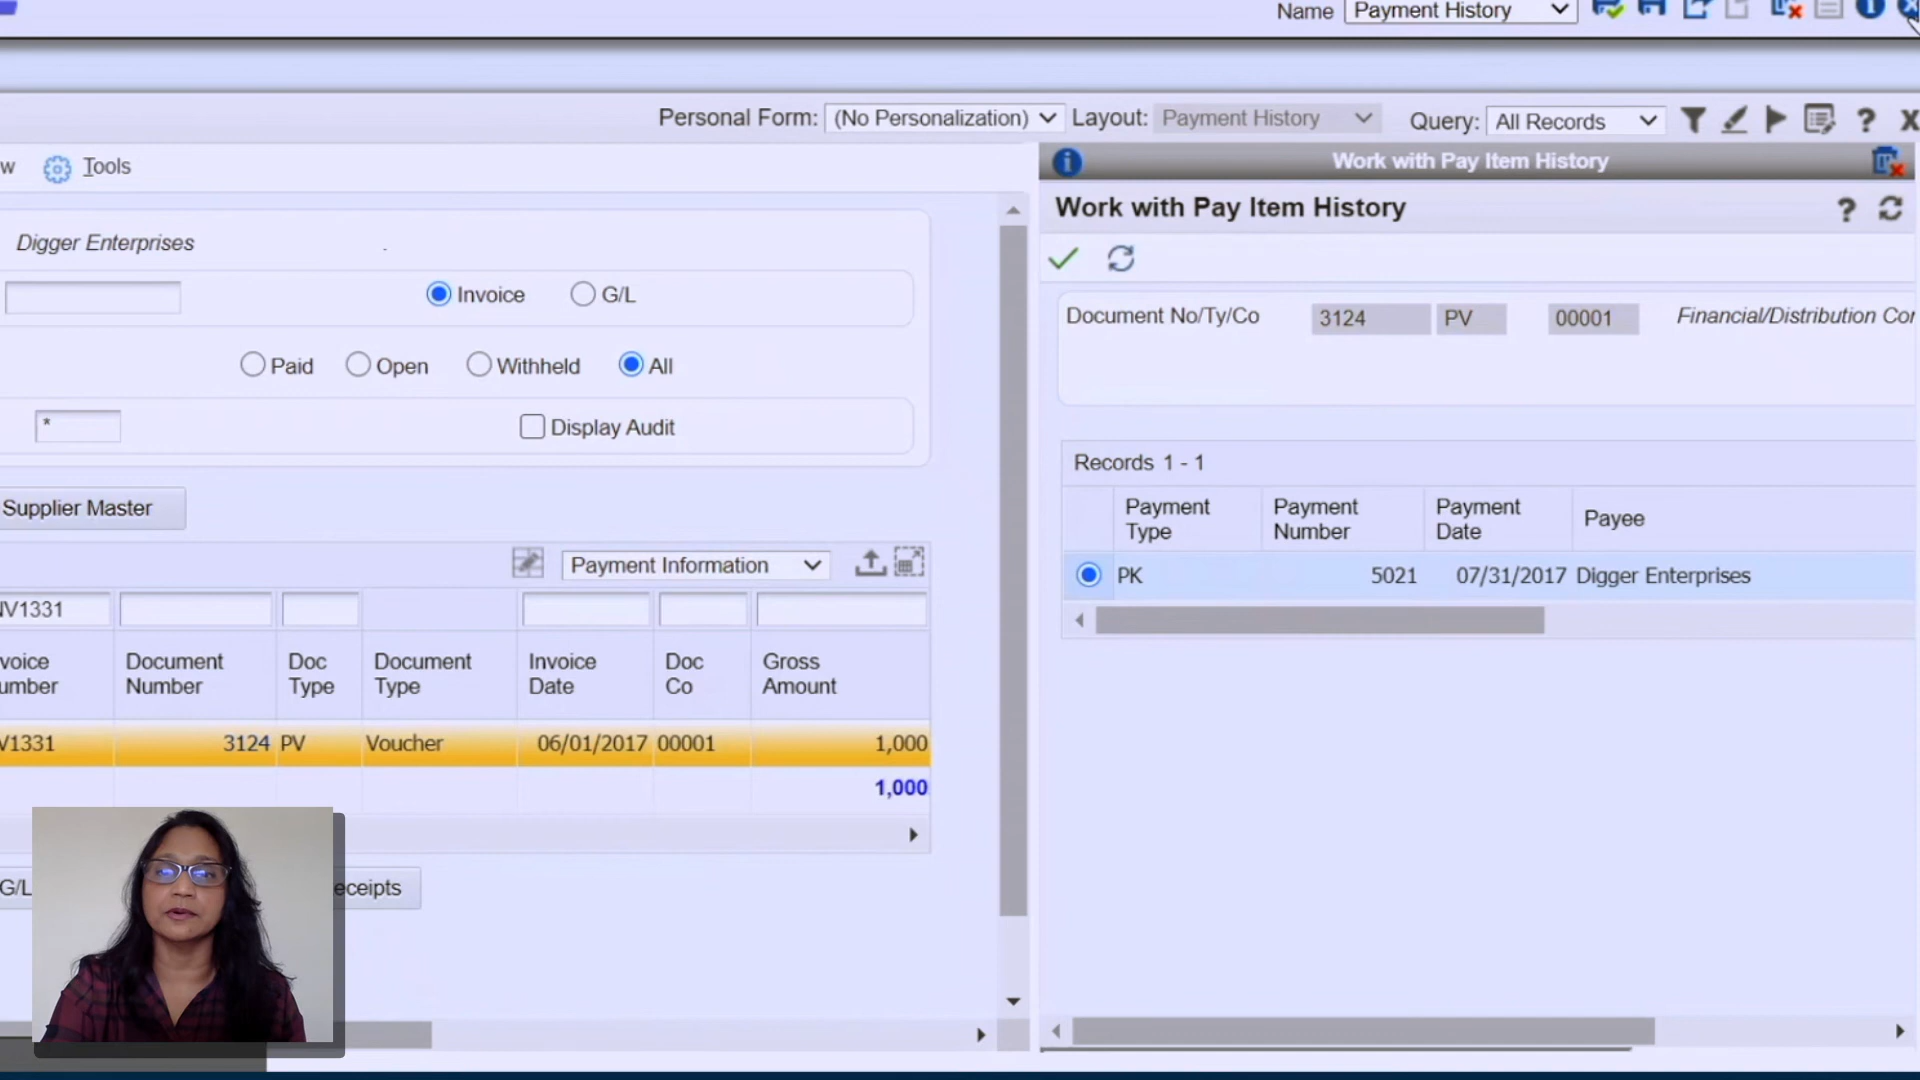 Name Payment History
Personal Form: (No Personalization) Layout: Payment History Query: All Records
w Tools
Work with Pay Item History
Work with Pay Item History
Digger Enterprises
Invoice G/L
Document No/Ty/Co 3124 PV 00001 Financial/Distribution Cor
Paid Open Withheld All
* Display Audit
Records 1 - 1
Supplier Master
Payment Type Payment Number Payment Date Payee
PK 5021 07/31/2017 Digger Enterprises
Payment Information
NV1331
voice Document Doc Document Invoice Doc Gross
umber Number Type Type Date Co Amount
V1331 3124 PV Voucher 06/01/2017 00001 1,000
1,000
G/L eceipts